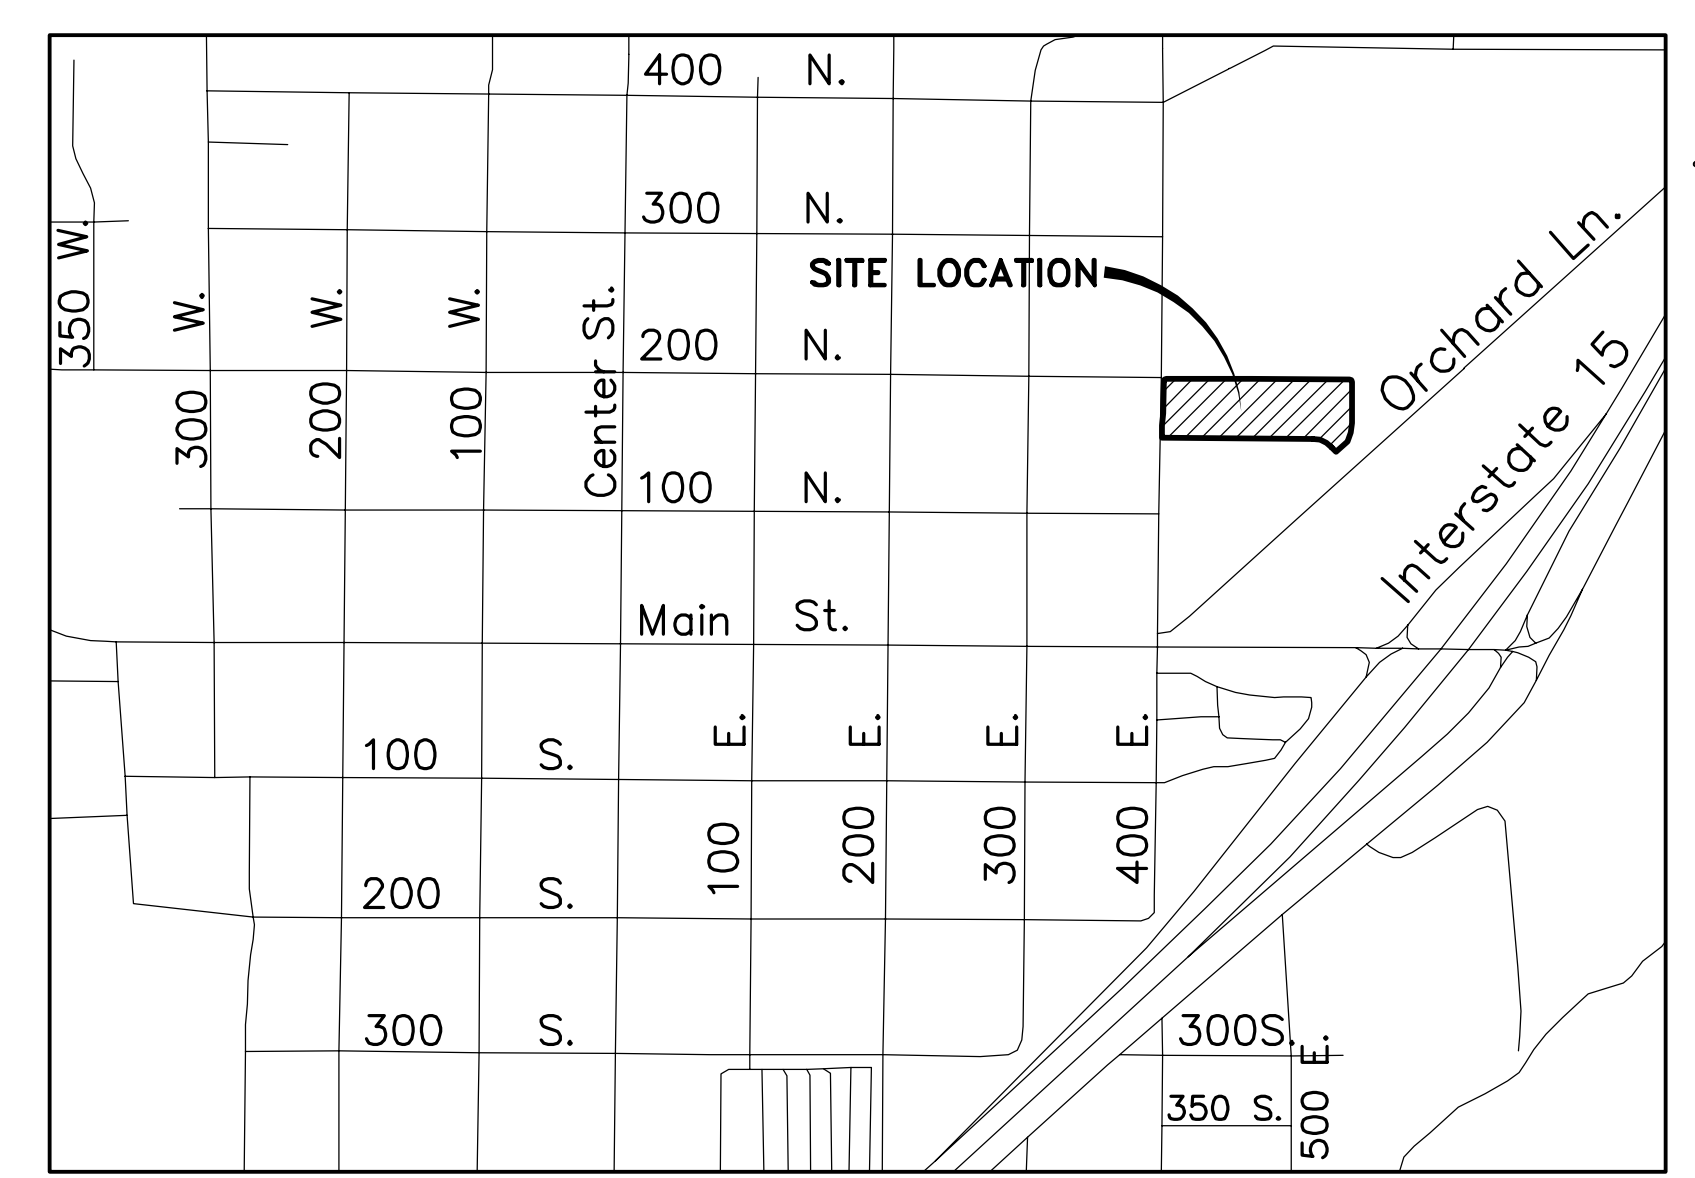 400 N.
300 N.
SITE LOCATION
200 N.
100 N.
Main St.
350 W.
300 W.
200 W.
100 W.
Center St.
Orchard Ln.
Interstate 15
100 S.
200 S.
300 S.
100 E.
200 E.
300 E.
400 E.
300S.
350 S.
500 E.